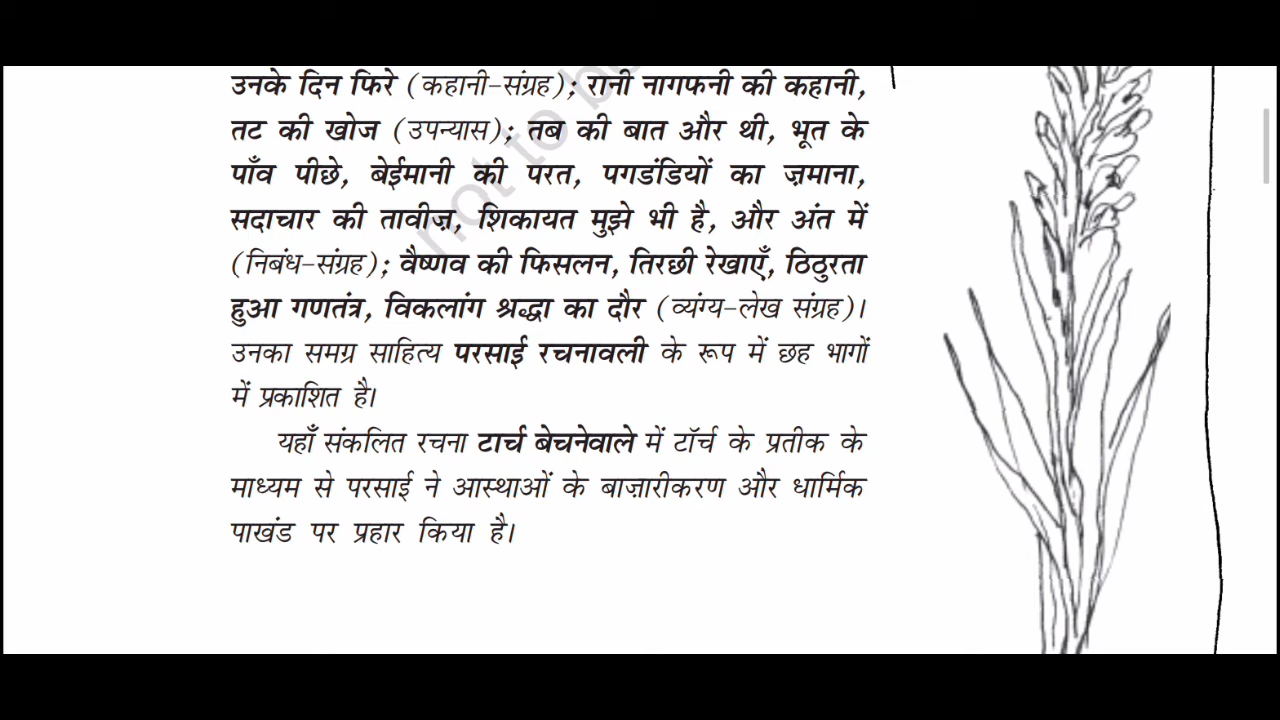 उनके दिन फिरे (कहानी-संग्रह); रानी नागफनी की कहानी,
तट की खोज (उपन्यास); तब की बात और थी, भूत के
पाँव पीछे, बेईमानी की परत, पगडंडियों का ज़माना,
सदाचार की तावीज़, शिकायत मुझे भी है, और अंत में
(निबंध-संग्रह); वैष्णव की फिसलन, तिरछी रेखाएँ, ठिठुरता
हुआ गणतंत्र, विकलांग श्रद्धा का दौर (व्यंग्य-लेख संग्रह)।
उनका समग्र साहित्य परसाई रचनावली के रूप में छह भागों
में प्रकाशित है।
यहाँ संकलित रचना टार्च बेचनेवाले में टॉर्च के प्रतीक के
माध्यम से परसाई ने आस्थाओं के बाज़ारीकरण और धार्मिक
पाखंड पर प्रहार किया है।
not to b